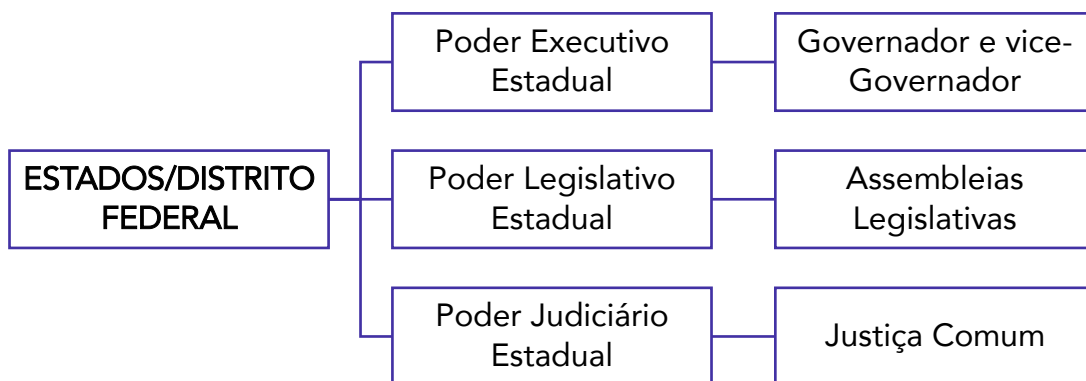 Poder Executivo
Estadual
Governador e vice-
Governador
ESTADOS/DISTRITO
FEDERAL
Poder Legislativo
Estadual
Assembleias
Legislativas
Poder Judiciário
Estadual
Justiça Comum